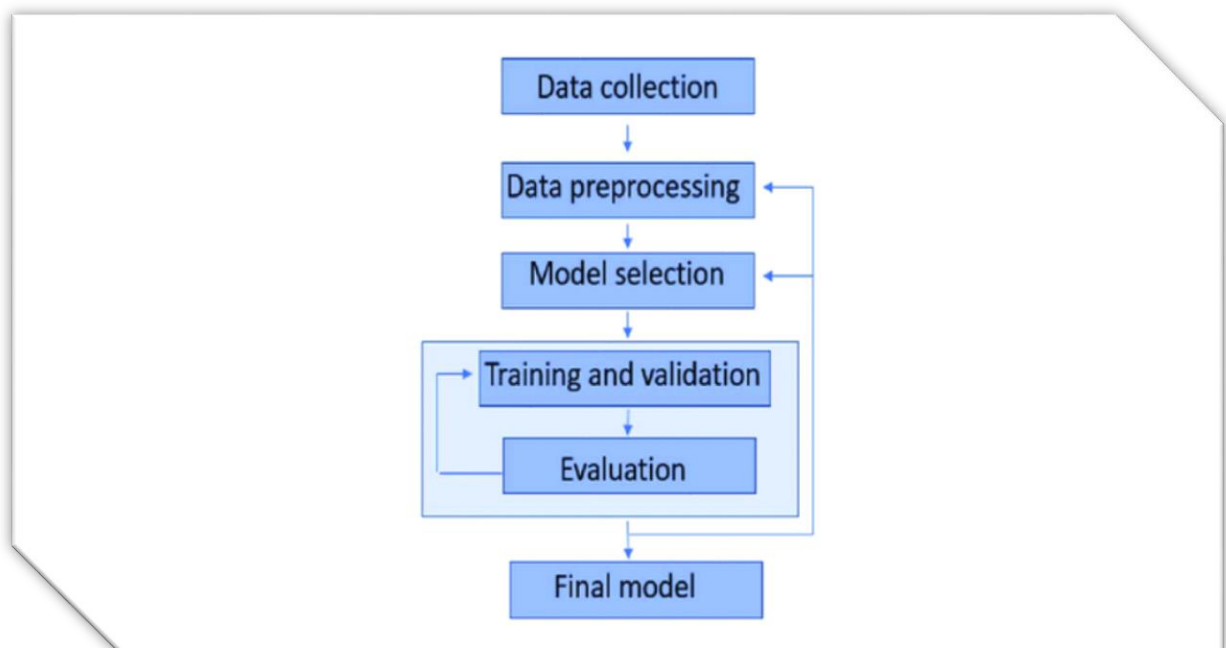 Data collection
Data preprocessing
Model selection
Training and validation
Evaluation
Final model